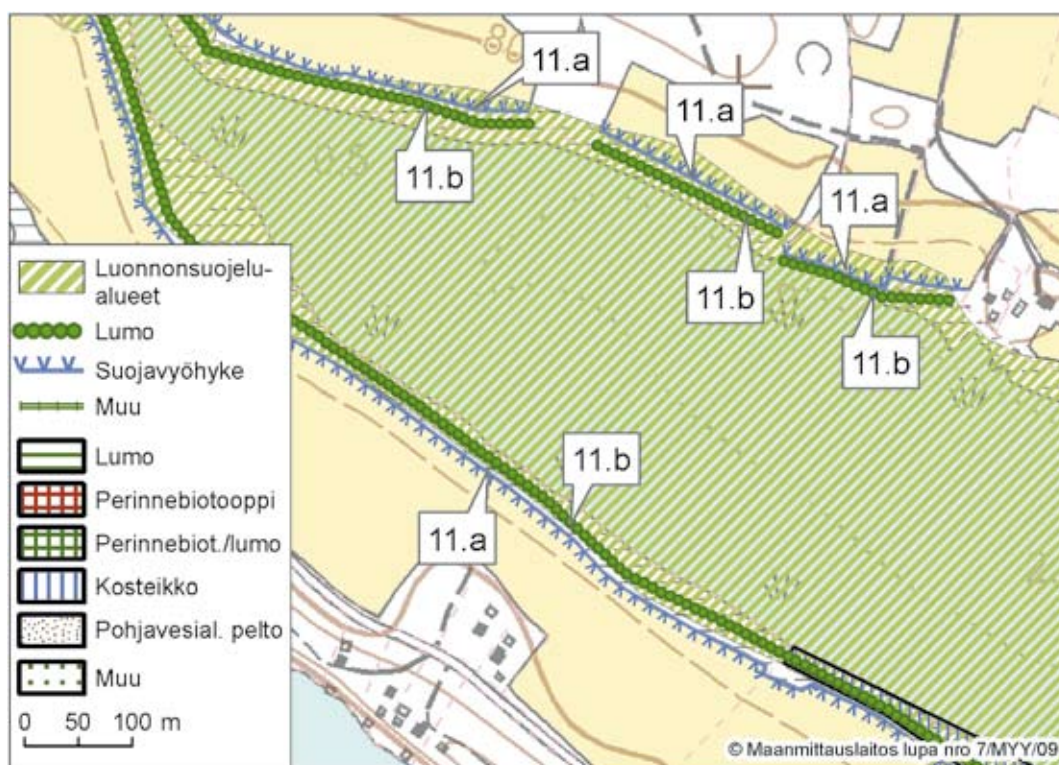 11.a
11.a
11.a
11.b
11.b
11.b
11.b
11.a
Luonnonsuojelu-
alueet
Lumo
Suojavyöhyke
Muu
Lumo
Perinnebiotooppi
Perinnebiot./lumo
Kosteikko
Pohjavesial. pelto
Muu
0 50 100 m
© Maanmittauslaitos lupa nro 7/MYY/09